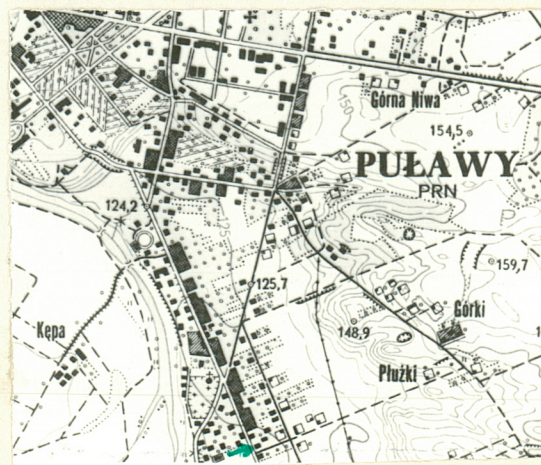 Górna Niwa
154,5
PUŁAWY
PRN
124,2
P
159,7
125,7
Górki
148,9
Kępa
Płużki
150